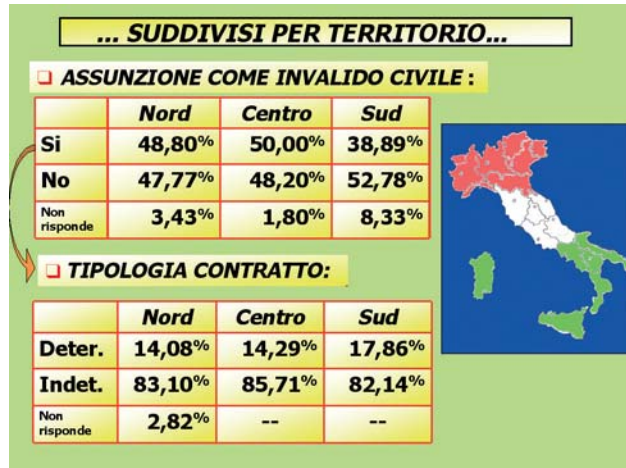 ... SUDDIVISI PER TERRITORIO...
ASSUNZIONE COME INVALIDO CIVILE :
Nord Centro Sud
Si 48,80% 50,00% 38,89%
No 47,77% 48,20% 52,78%
Non risponde 3,43% 1,80% 8,33%
TIPOLOGIA CONTRATTO:
Nord Centro Sud
Deter. 14,08% 14,29% 17,86%
Indet. 83,10% 85,71% 82,14%
Non risponde 2,82% -- --